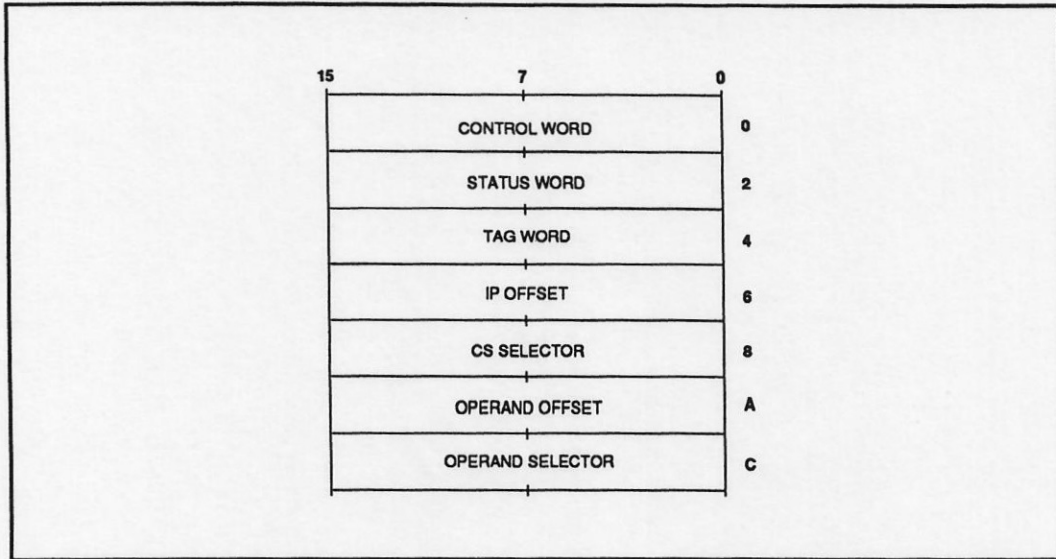 15 7 0
CONTROL WORD 0
STATUS WORD 2
TAG WORD 4
IP OFFSET 6
CS SELECTOR 8
OPERAND OFFSET A
OPERAND SELECTOR C